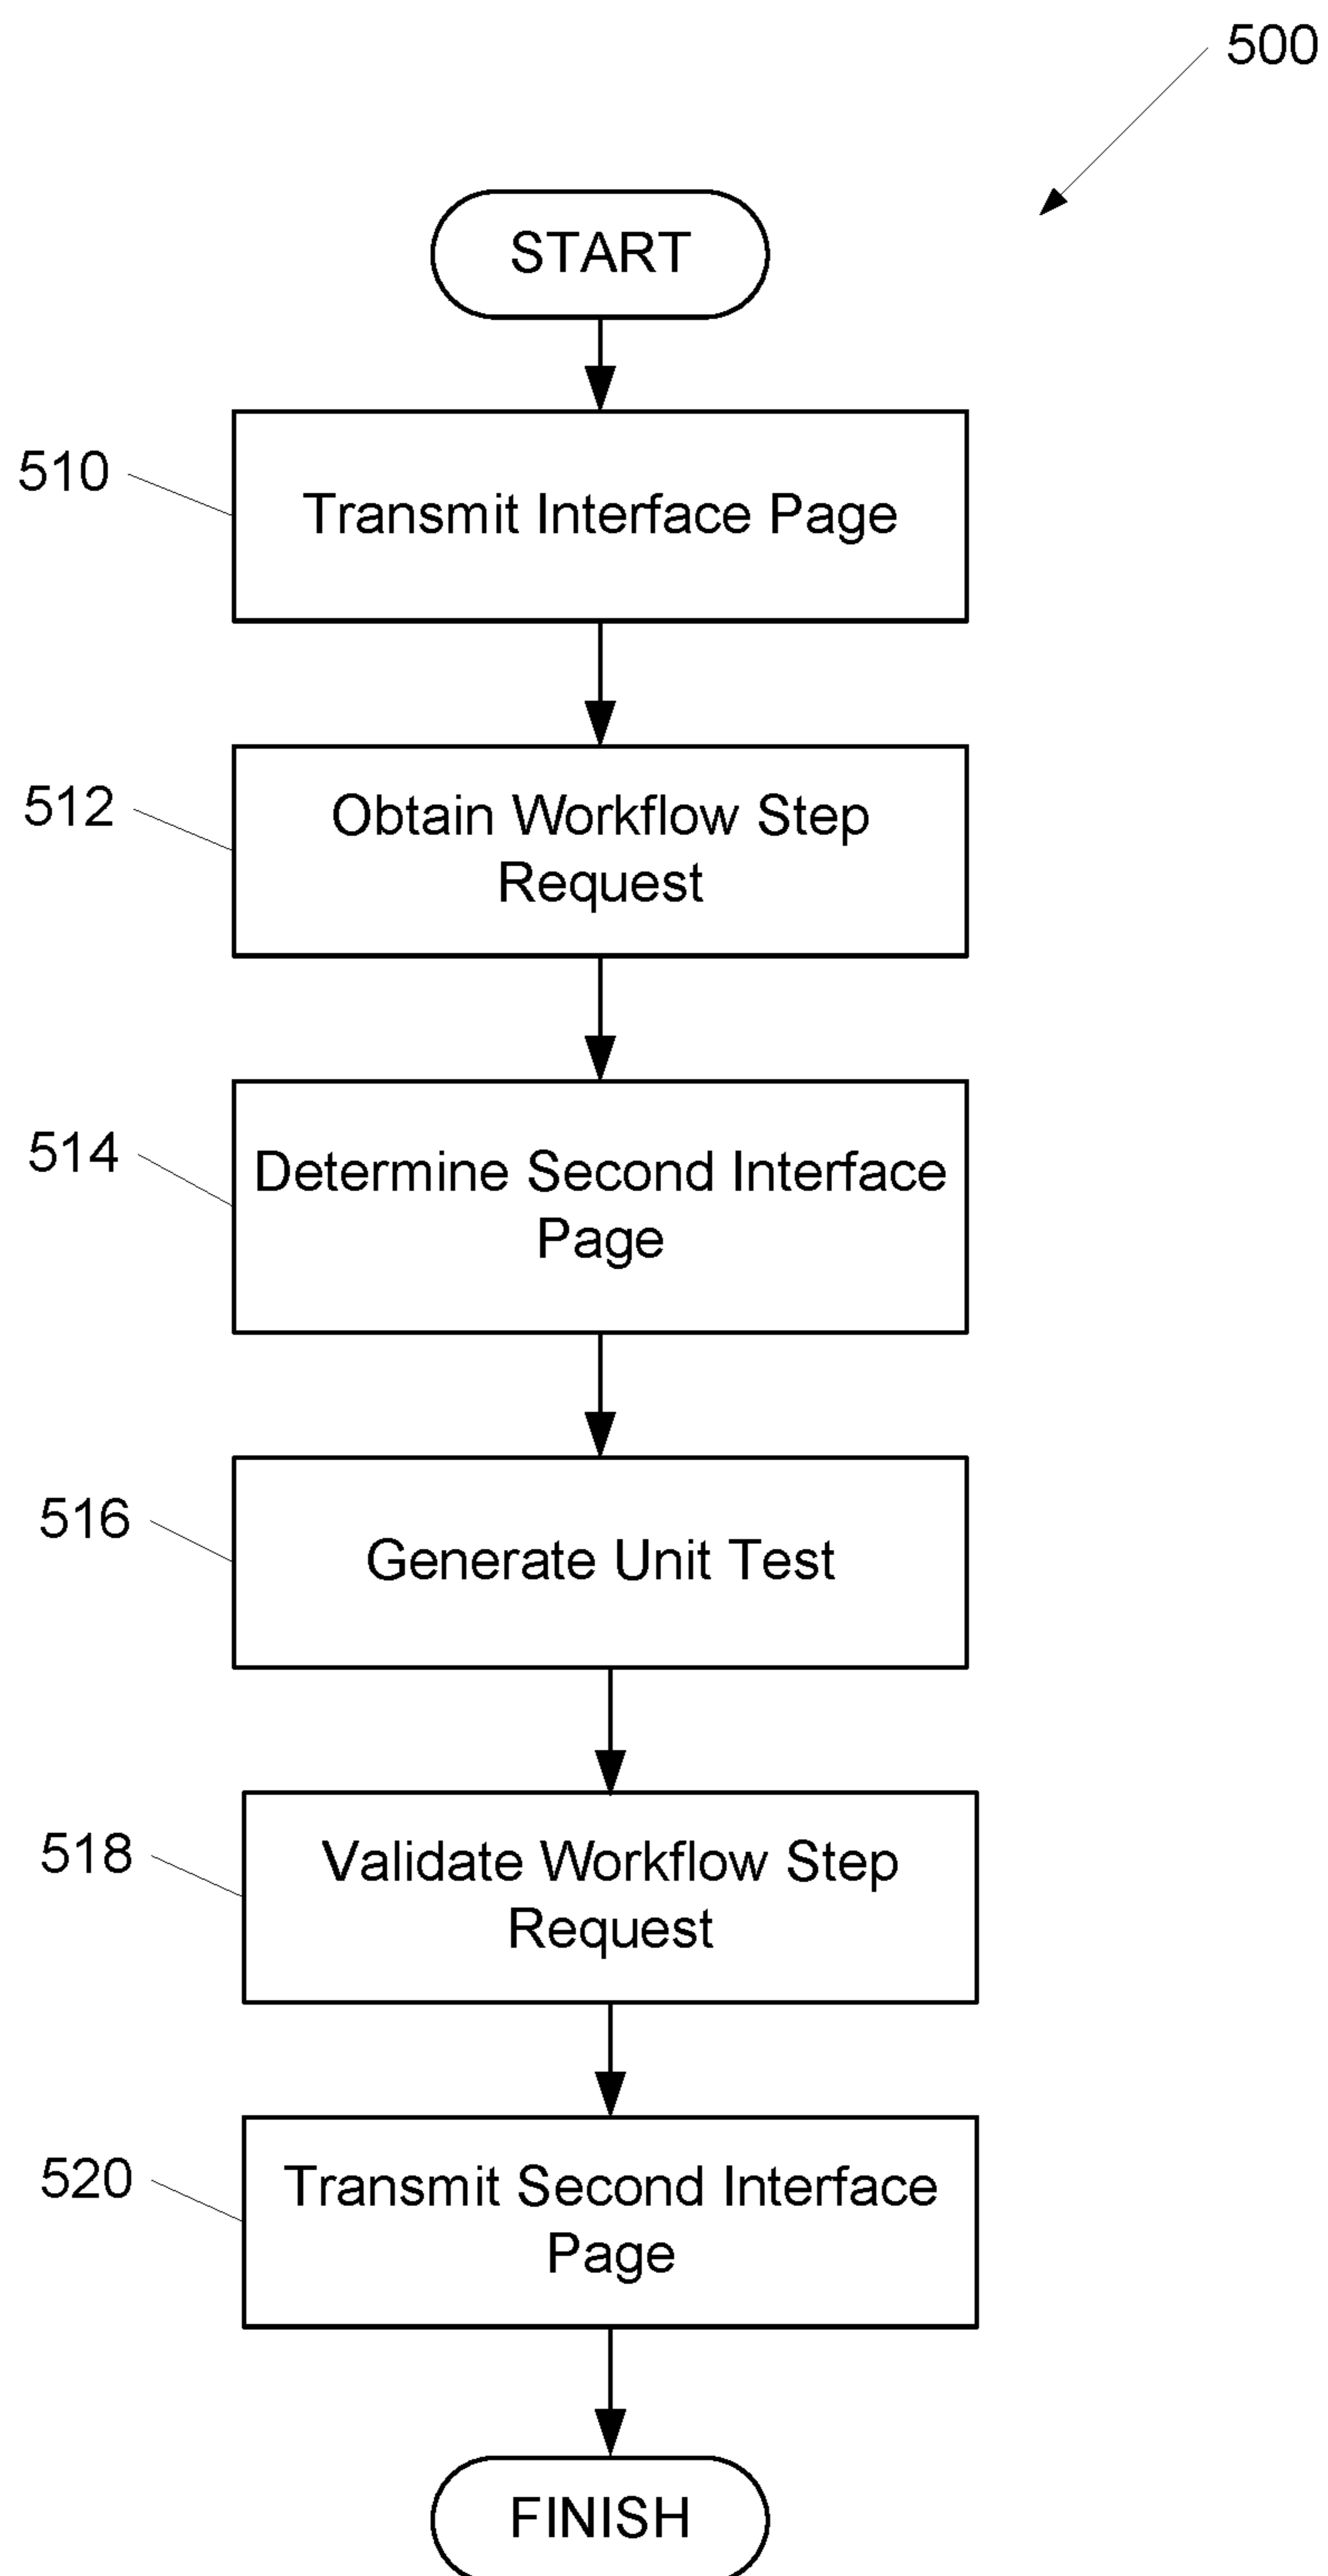 500
START
510
Transmit Interface Page
512
Obtain Workflow Step
Request
514
Determine Second Interface
Page
516
Generate Unit Test
518
Validate Workflow Step
Request
520
Transmit Second Interface
Page
FINISH